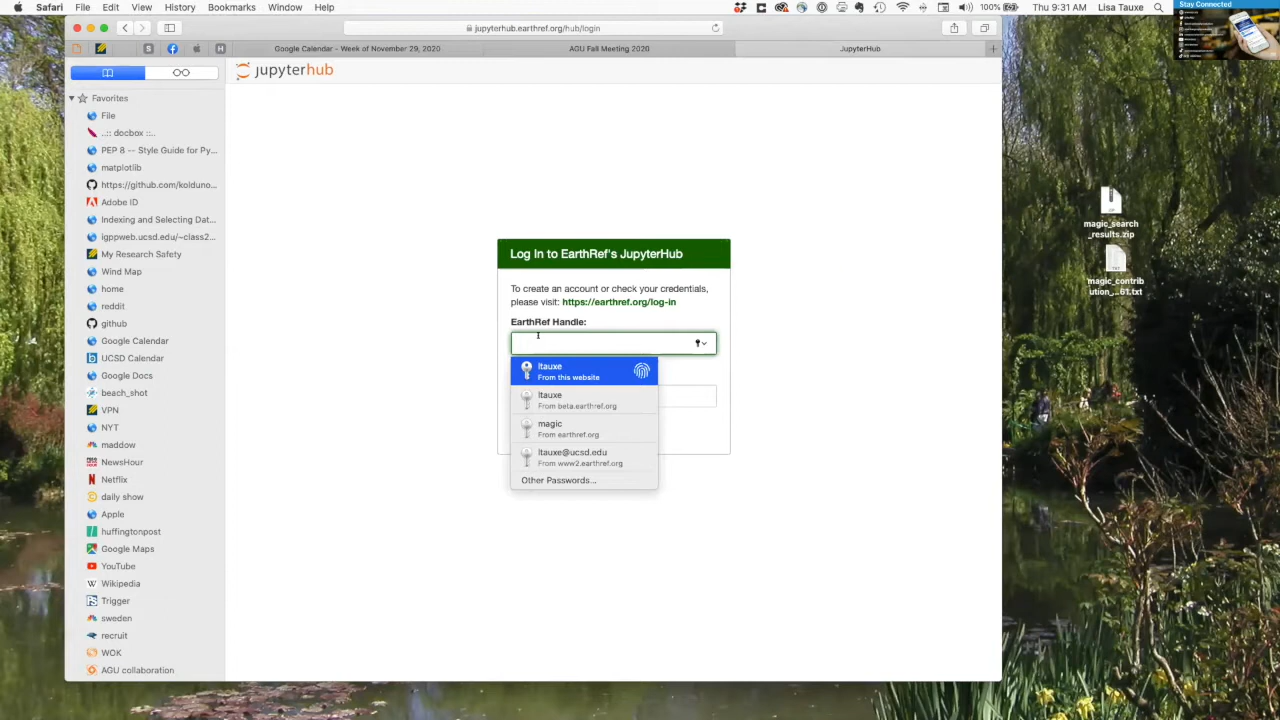 Safari File Edit View History Bookmarks Window Help
100% Thu 9:31 AM Lisa Tauxe
Stay Connected
jupyterhub.earthref.org/hub/login
Google Calendar - Week of November 29, 2020
AGU Fall Meeting 2020
JupyterHub
jupyterhub
Favorites
File
..:: docbox ::..
PEP 8 -- Style Guide for Py...
matplotlib
https://github.com/kolduno...
Adobe ID
Indexing and Selecting Dat...
igppweb.ucsd.edu/~class2...
My Research Safety
Wind Map
home
reddit
github
Google Calendar
UCSD Calendar
Google Docs
beach_shot
VPN
NYT
maddow
NewsHour
Netflix
daily show
Apple
huffingtonpost
Google Maps
YouTube
Wikipedia
Trigger
sweden
recruit
WOK
AGU collaboration
Log In to EarthRef's JupyterHub
To create an account or check your credentials,
please visit: https://earthref.org/log-in
EarthRef Handle:
ltauxe
From this website
ltauxe
From beta.earthref.org
magic
From earthref.org
ltauxe@ucsd.edu
From www2.earthref.org
Other Passwords...
magic_search
_results.zip
magic_contrib
ution_...61.txt